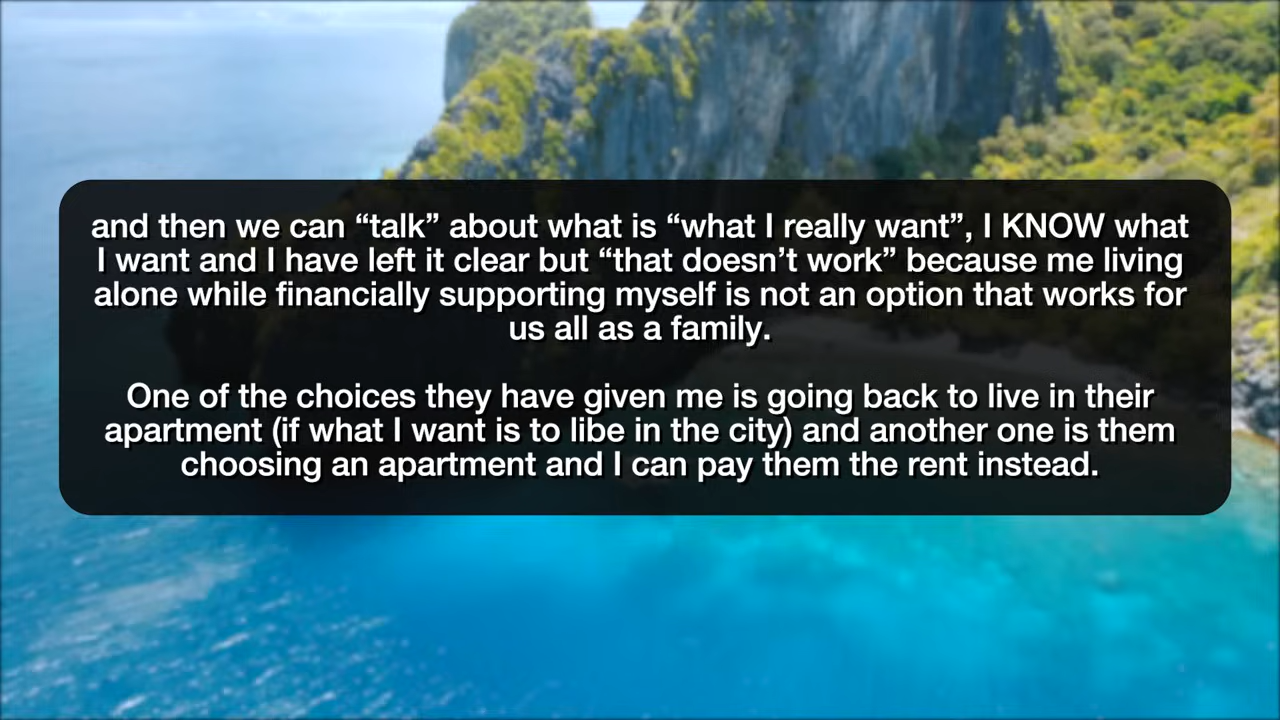 and then we can “talk” about what is “what I really want”, I KNOW what
I want and I have left it clear but “that doesn’t work” because me living
alone while financially supporting myself is not an option that works for
us all as a family.
One of the choices they have given me is going back to live in their
apartment (if what I want is to libe in the city) and another one is them
choosing an apartment and I can pay them the rent instead.